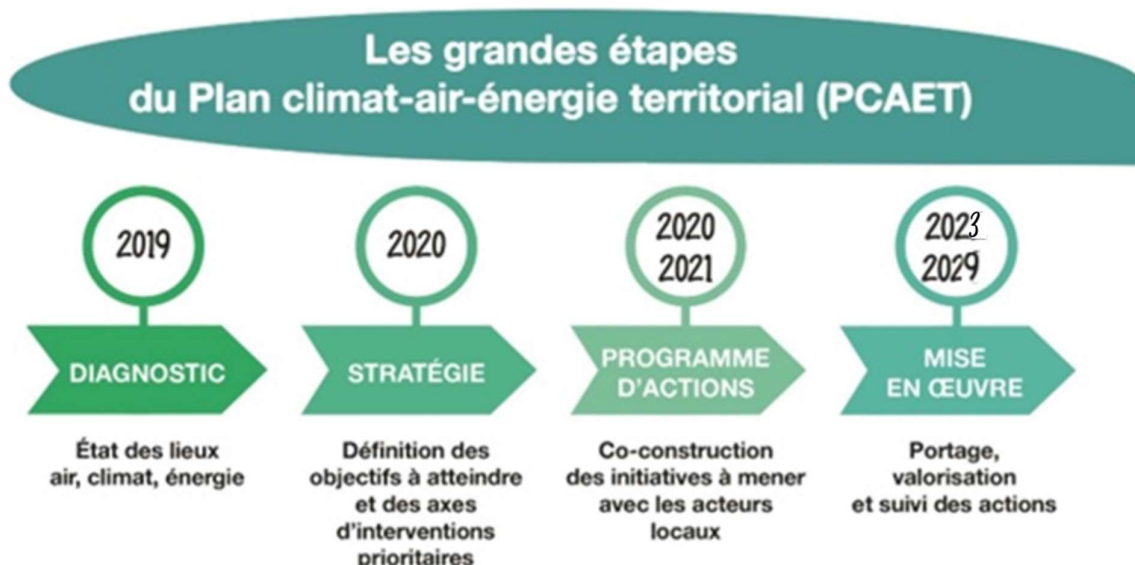 Les grandes étapes
du Plan climat-air-énergie territorial (PCAET)
2019
DIAGNOSTIC
État des lieux
air, climat, énergie
2020
STRATÉGIE
Définition des
objectifs à atteindre
et des axes
d'interventions
prioritaires
2020
2021
PROGRAMME
D'ACTIONS
Co-construction
des initiatives à mener
avec les acteurs
locaux
2023
2029
MISE
EN ŒUVRE
Portage,
valorisation
et suivi des actions